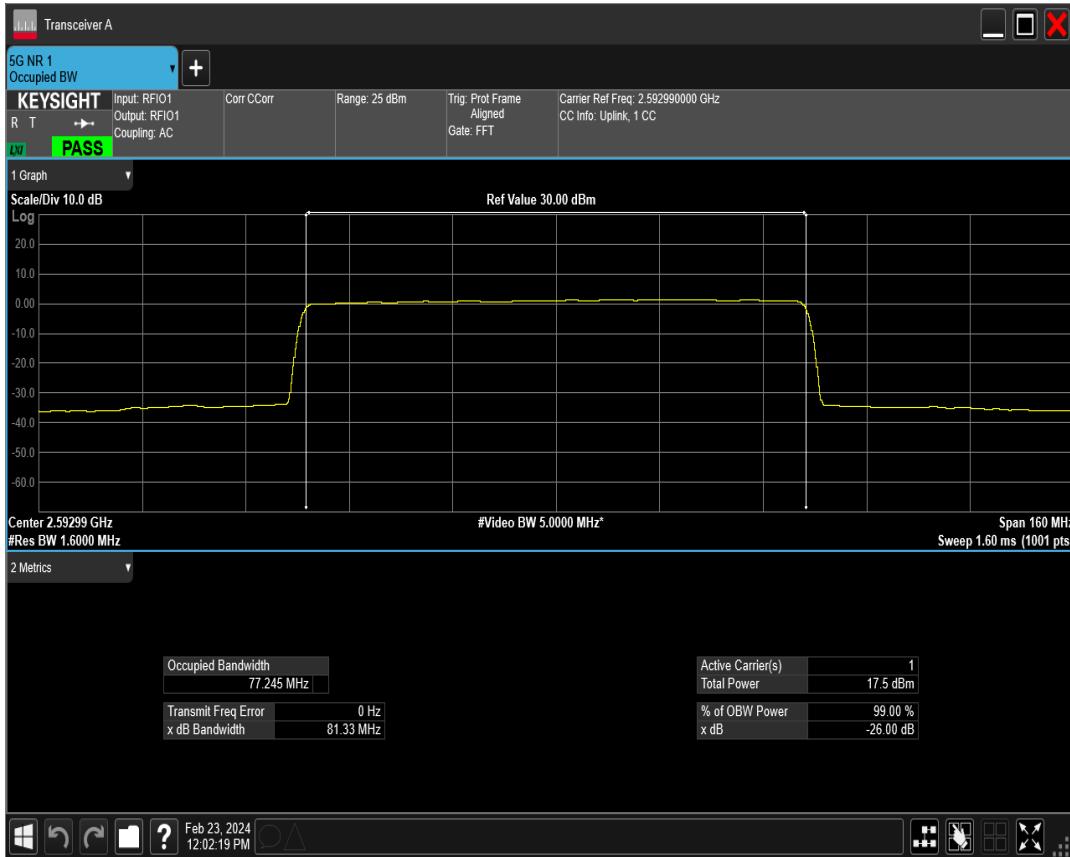 Transceiver A
5G NR 1
Occupied BW
KEYSIGHT
R T
LXI
PASS
Input: RFIO1
Output: RFIO1
Coupling: AC
Corr CCorr
Range: 25 dBm
Trig: Prot Frame
Aligned
Gate: FFT
Carrier Ref Freq: 2.592990000 GHz
CC Info: Uplink, 1 CC
1 Graph
Scale/Div 10.0 dB
Ref Value 30.00 dBm
Log
20.0
10.0
0.00
-10.0
-20.0
-30.0
-40.0
-50.0
-60.0
Center 2.59299 GHz
#Video BW 5.0000 MHz*
Span 160 MHz
#Res BW 1.6000 MHz
Sweep 1.60 ms (1001 pts
2 Metrics
Occupied Bandwidth
77.245 MHz
Transmit Freq Error 0 Hz
x dB Bandwidth 81.33 MHz
Active Carrier(s) 1
Total Power 17.5 dBm
% of OBW Power 99.00 %
x dB -26.00 dB
?
Feb 23, 2024
12:02:19 PM